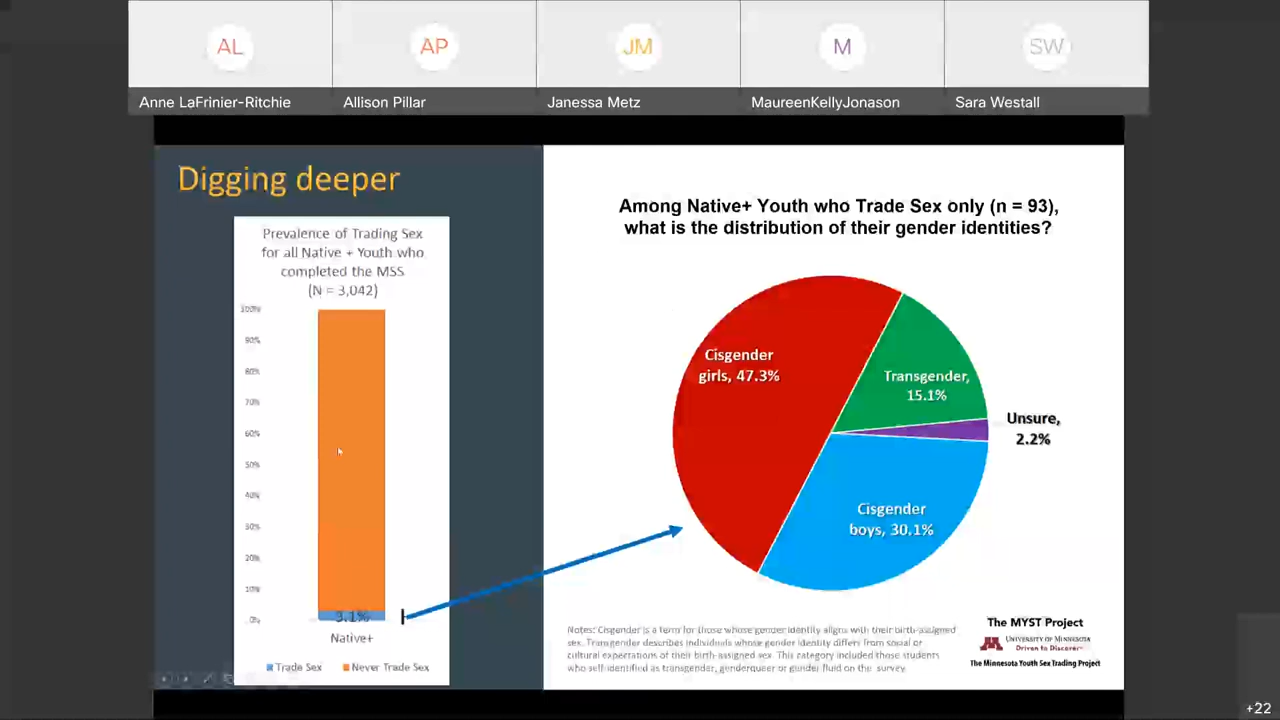 AL
AP
JM
M
SW
Anne LaFrinier-Ritchie
Allison Pillar
Janessa Metz
MaureenKellyJonason
Sara Westall
Digging deeper
Prevalence of Trading Sex
for all Native + Youth who
completed the MSS
(N = 3,042)
100%
90%
80%
70%
60%
50%
40%
30%
20%
10%
0%
3.1%
Native+
Trade Sex
Never Trade Sex
Among Native+ Youth who Trade Sex only (n = 93),
what is the distribution of their gender identities?
Cisgender
girls, 47.3%
Transgender,
15.1%
Unsure,
2.2%
Cisgender
boys, 30.1%
Notes: Cisgender is a term for those whose gender identity aligns with their birth-assigned
sex. Transgender describes individuals whose gender identity differs from social or
cultural expectations of their birth-assigned sex. This category included those students
who self-identified as transgender, genderqueer or gender fluid on the survey.
The MYST Project
UNIVERSITY OF MINNESOTA
Driven to Discover
The Minnesota Youth Sex Trading Project
+22